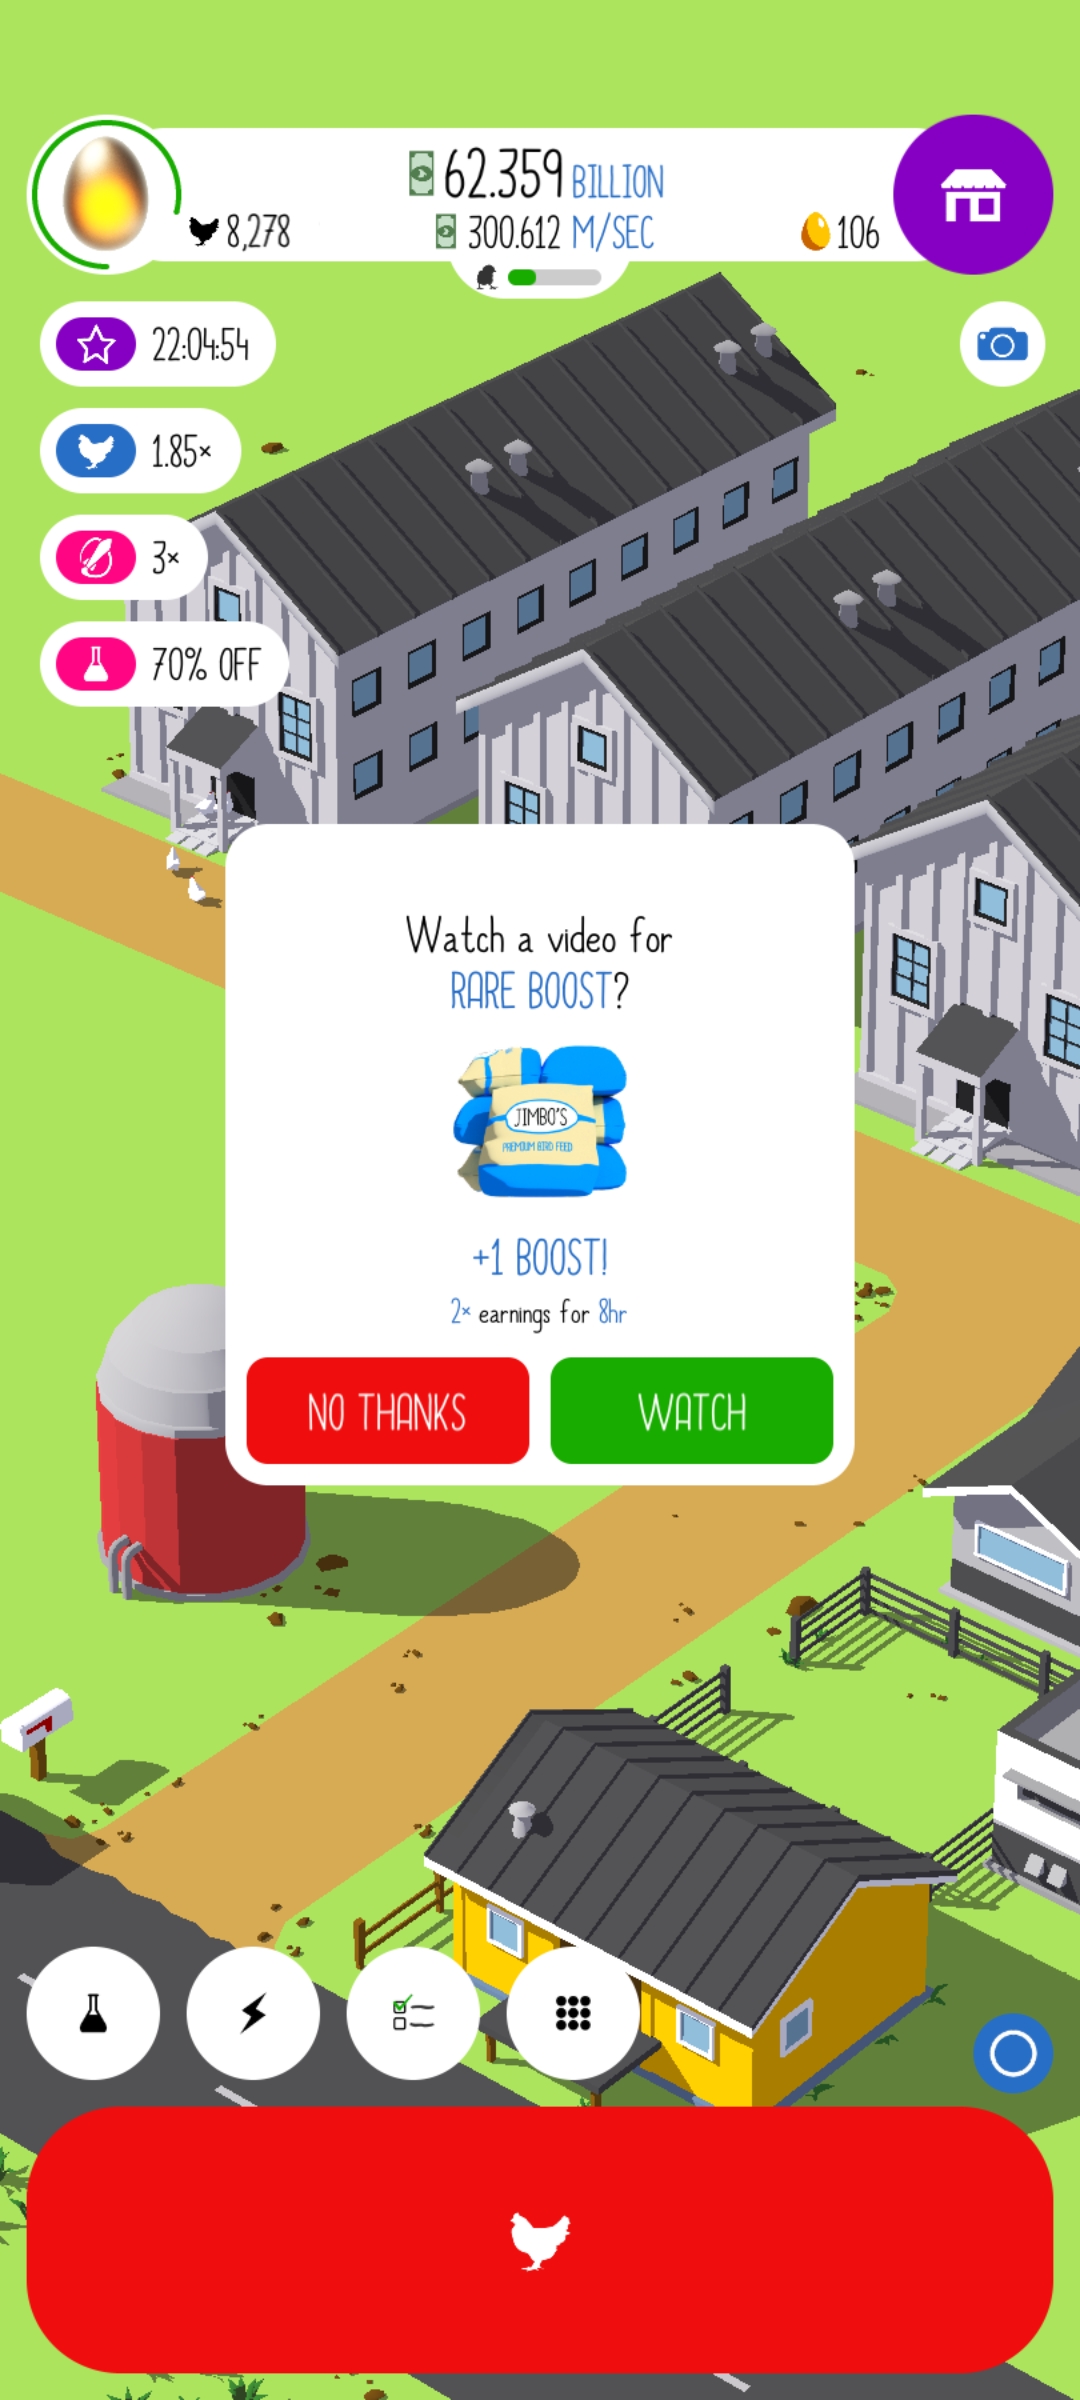 62.359 BILLION
8,278
300.612 M/SEC
106
22:04:54
1.85×
3×
70% OFF
Watch a video for
RARE BOOST?
JIMBO'S
PREMIUM BIRD FEED
+1 BOOST!
2× earnings for 8hr
NO THANKS
WATCH